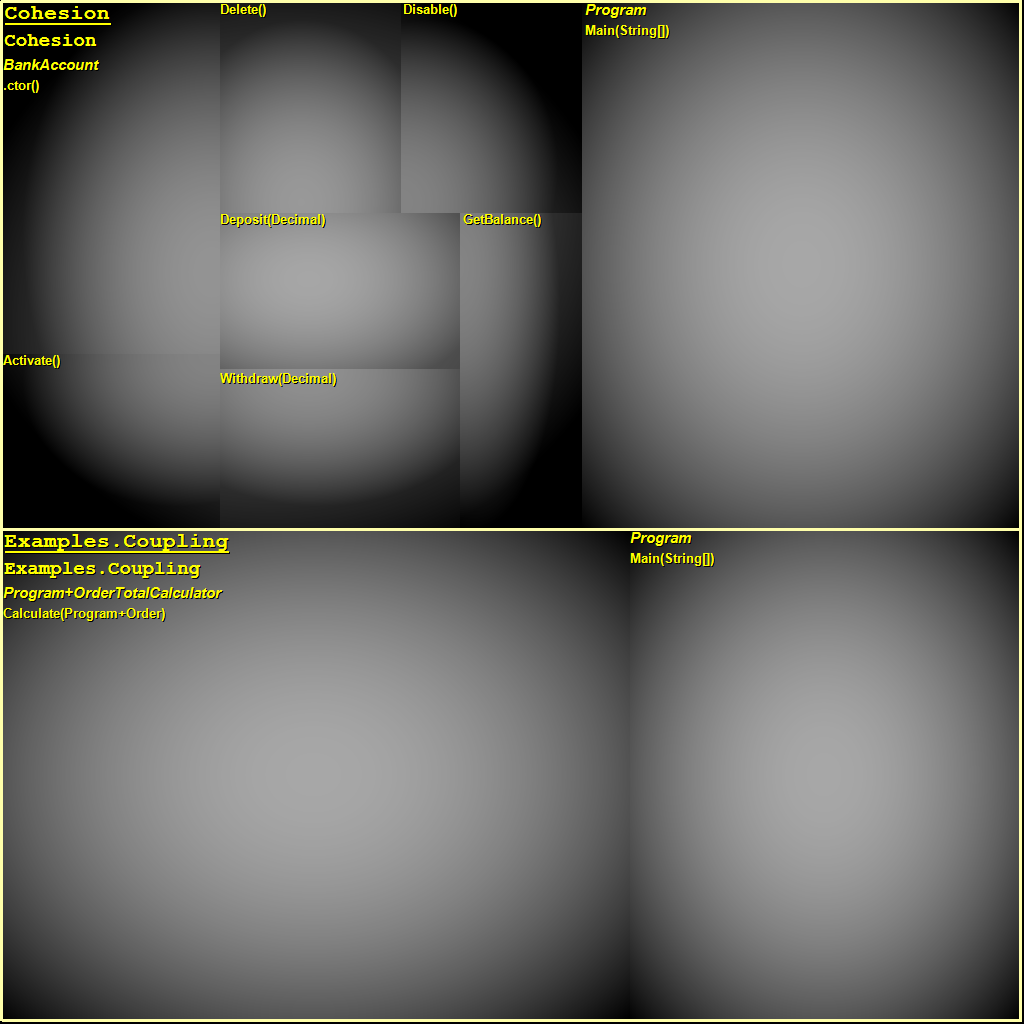 Cohesion
Cohesion
BankAccount
.ctor()
Delete()
Disable()
Program
Main(String[])
Deposit(Decimal)
GetBalance()
Activate()
Withdraw(Decimal)
Examples.Coupling
Examples.Coupling
Program+OrderTotalCalculator
Calculate(Program+Order)
Program
Main(String[])